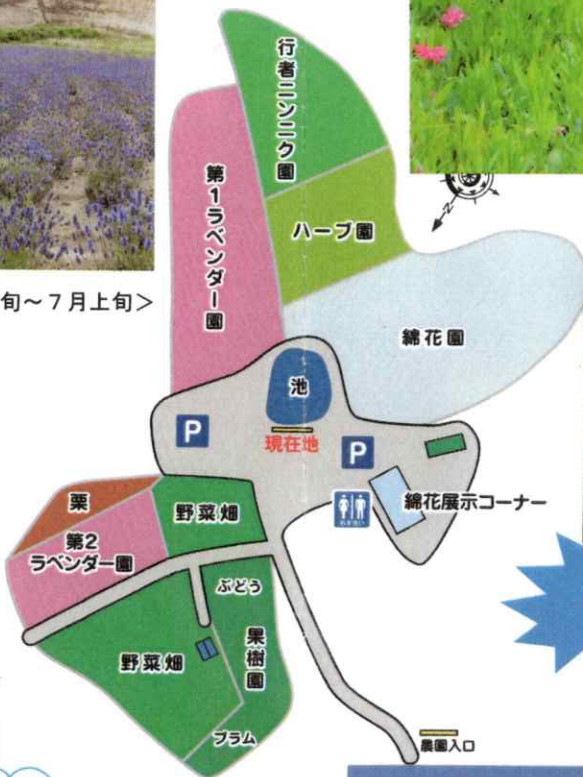 行者ニンニク園
第1ラベンダー園
ハーブ園
N
旬～7月上旬>
綿花園
池
P
現在地
P
栗
野菜畑
お手洗い
綿花展示コーナー
第2
ラベンダー園
ぶどう
野菜畑
果樹園
プラム
農園入口